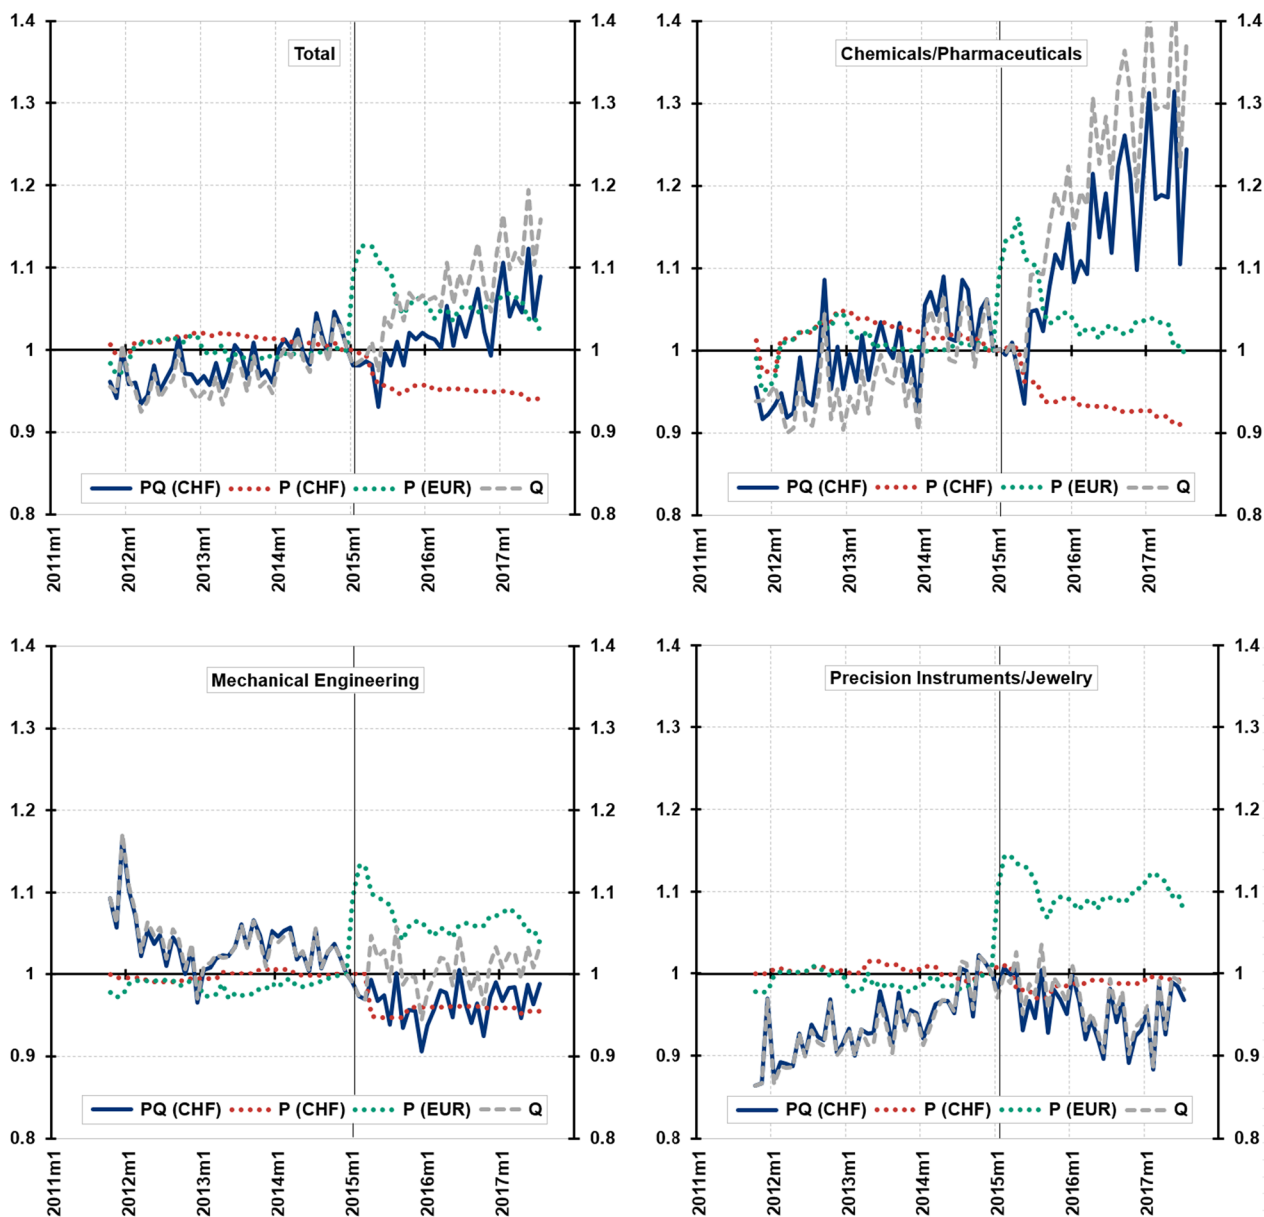 1.4 1.4 1.4 1.4
Total Chemicals/Pharmaceuticals
1.3 1.3 1.3 1.3
1.2 1.2 1.2 1.2
1.1 1.1 1.1 1.1
1 1 1 1
0.9 0.9 0.9 0.9
PQ (CHF) P (CHF) P (EUR) Q PQ (CHF) P (CHF) P (EUR) Q
0.8 0.8 0.8 0.8
2011m1 2012m1 2013m1 2014m1 2015m1 2016m1 2017m1 2011m1 2012m1 2013m1 2014m1 2015m1 2016m1 2017m1
1.4 1.4 1.4 1.4
Mechanical Engineering Precision Instruments/Jewelry
1.3 1.3 1.3 1.3
1.2 1.2 1.2 1.2
1.1 1.1 1.1 1.1
1 1 1 1
0.9 0.9 0.9 0.9
PQ (CHF) P (CHF) P (EUR) Q PQ (CHF) P (CHF) P (EUR) Q
0.8 0.8 0.8 0.8
2011m1 2012m1 2013m1 2014m1 2015m1 2016m1 2017m1 2011m1 2012m1 2013m1 2014m1 2015m1 2016m1 2017m1